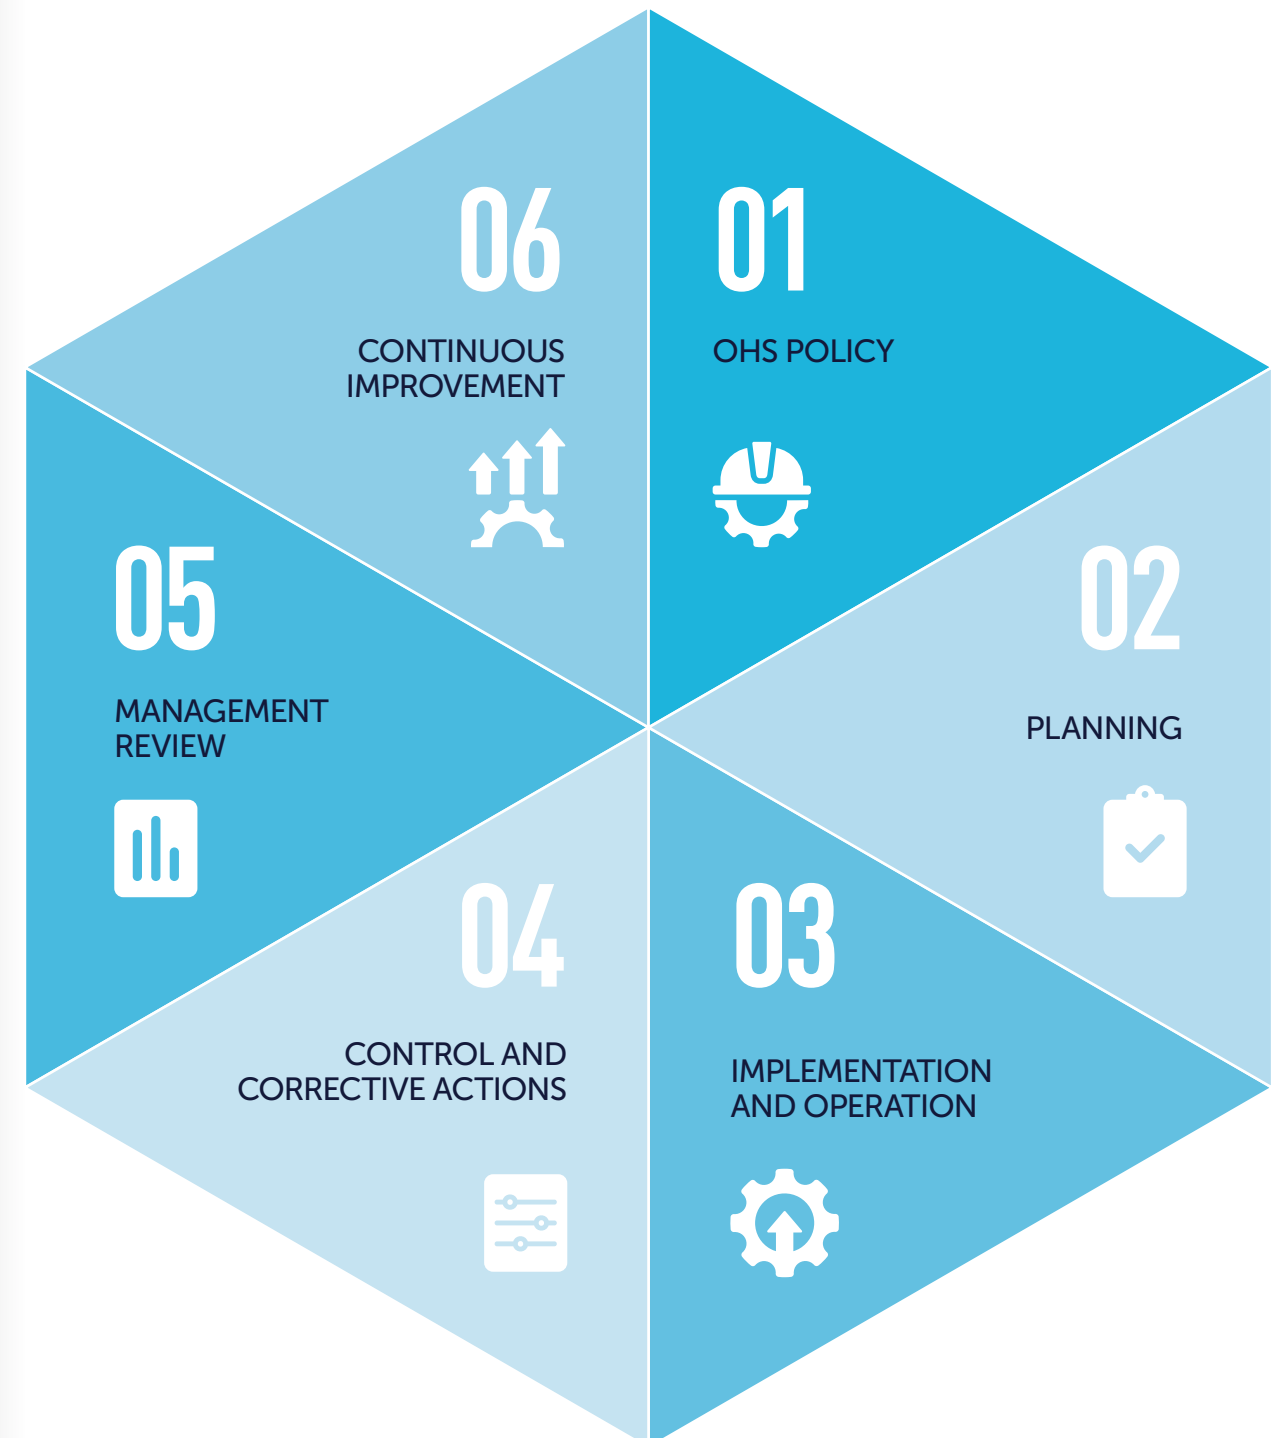 01
OHS POLICY
02
PLANNING
03
IMPLEMENTATION
AND OPERATION
04
CONTROL AND
CORRECTIVE ACTIONS
05
MANAGEMENT
REVIEW
06
CONTINUOUS
IMPROVEMENT